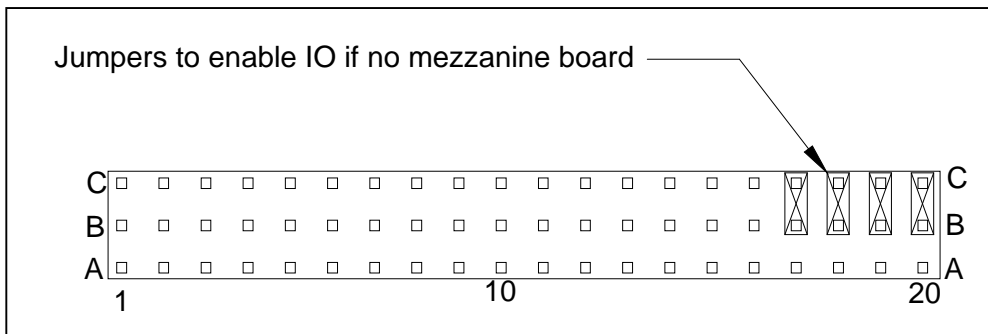 Jumpers to enable IO if no mezzanine board
C C
B B
A A
1 10 20